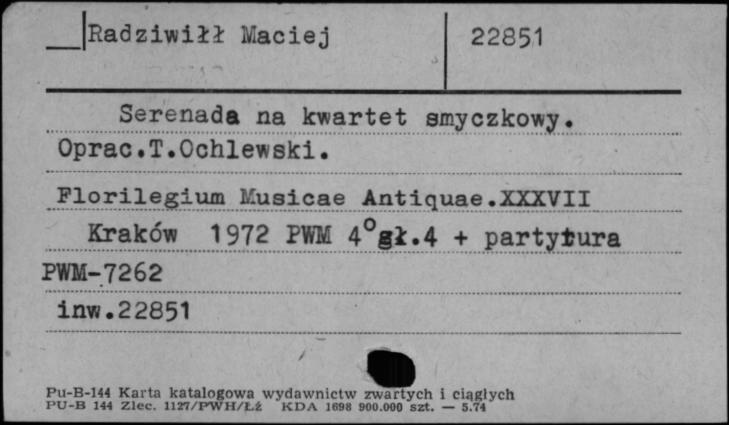 Radziwiłł Maciej 22851
Serenada na kwartet smyczkowy.
Oprac.T.Ochlewski.
Florilegium Musicae Antiquae.XXXVII
Kraków 1972 PWM 4°gł.4 + partytura
PWM-7262
inw.22851
Pu-B-144 Karta katalogowa wydawnictw zwartych i ciągłych
PU-B 144 Zlec. 1127/PWH/Łź KDA 1698 900.000 szt. — 5.74